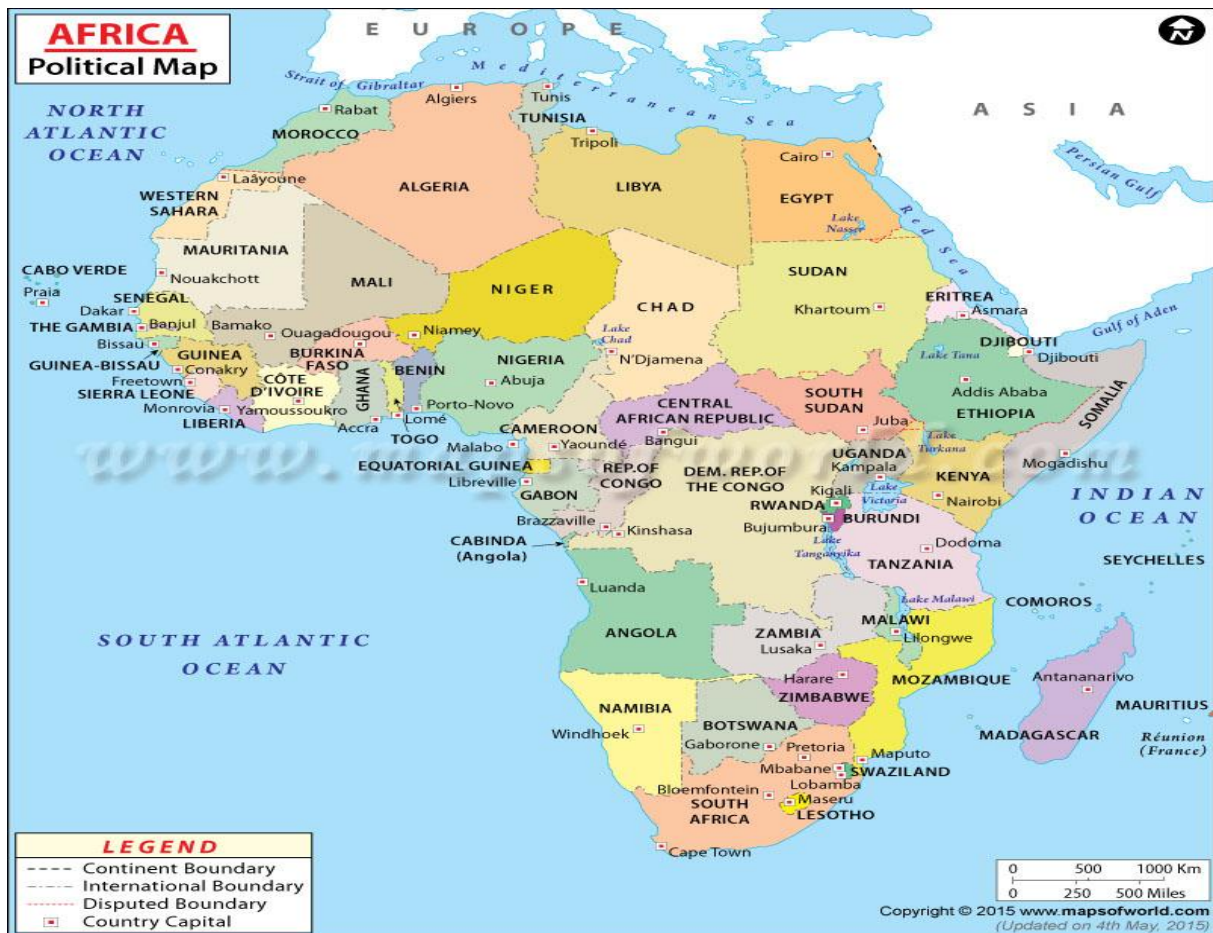 AFRICA
Political Map
EUROPE
ASIA
NORTH
ATLANTIC
OCEAN
Strait of Gibraltar
Mediterranean Sea
Persian Gulf
Red Sea
Gulf of Aden
Rabat
MOROCCO
Algiers
ALGERIA
Tunis
TUNISIA
Tripoli
LIBYA
Cairo
EGYPT
Lake
Nasser
Laâyoune
WESTERN
SAHARA
MAURITANIA
Nouakchott
MALI
NIGER
CHAD
SUDAN
Khartoum
ERITREA
Asmara
CABO VERDE
Praia
SENEGAL
Dakar
THE GAMBIA
Banjul
Bamako
Ouagadougou
Niamey
Lake
Chad
N'Djamena
Lake Tana
DJIBOUTI
Djibouti
Bissau
GUINEA-BISSAU
GUINEA
Conakry
BURKINA
FASO
BENIN
NIGERIA
Abuja
Freetown
SIERRA LEONE
CÔTE
D'IVOIRE
GHANA
Porto-Novo
CENTRAL
AFRICAN REPUBLIC
SOUTH
SUDAN
Addis Ababa
ETHIOPIA
SOMALIA
Monrovia
LIBERIA
Yamoussoukro
Accra
Lomé
TOGO
CAMEROON
Malabo
Yaoundé
Bangui
Juba
www.mapsofworld.com
EQUATORIAL GUINEA
Libreville
GABON
REP.OF
CONGO
DEM. REP.OF
THE CONGO
UGANDA
Kampala
Lake
Turkana
KENYA
Nairobi
Mogadishu
Kigali
RWANDA
Lake
Victoria
Bujumbura
BURUNDI
Brazzaville
Kinshasa
CABINDA
(Angola)
Lake
Tanganyika
Dodoma
TANZANIA
INDIAN
OCEAN
SEYCHELLES
Luanda
ANGOLA
Lake Malawi
COMOROS
ZAMBIA
Lusaka
MALAWI
Lilongwe
SOUTH ATLANTIC
OCEAN
Harare
ZIMBABWE
MOZAMBIQUE
Antananarivo
MADAGASCAR
MAURITIUS
Réunion
(France)
NAMIBIA
Windhoek
BOTSWANA
Gaborone
Pretoria
Maputo
Mbabane
SWAZILAND
Lobamba
Bloemfontein
Maseru
LESOTHO
SOUTH
AFRICA
Cape Town
LEGEND
Continent Boundary
International Boundary
Disputed Boundary
Country Capital
0 500 1000 Km
0 250 500 Miles
Copyright © 2015 www.mapsofworld.com
(Updated on 4th May, 2015)
N